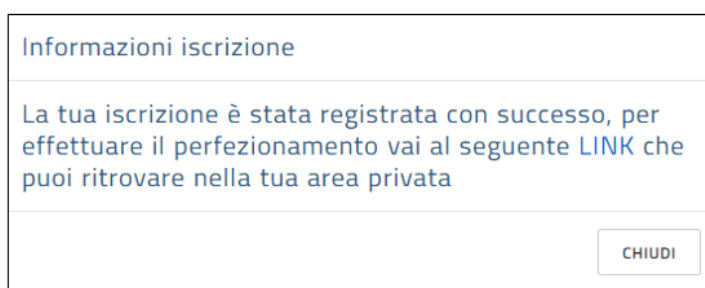 Informazioni iscrizione
La tua iscrizione è stata registrata con successo, per
effettuare il perfezionamento vai al seguente LINK che
puoi ritrovare nella tua area privata
CHIUDI